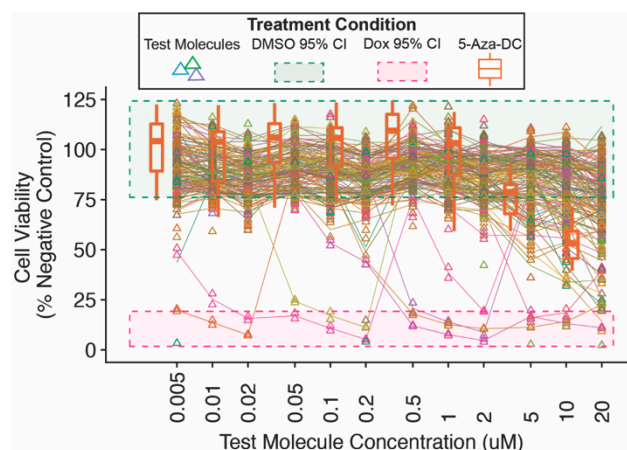 Treatment Condition
Test Molecules DMSO 95% CI Dox 95% CI 5-Aza-DC
Cell Viability
(% Negative Control)
125
100
75
50
25
0
0.005 0.01 0.02 0.05 0.1 0.2 0.5 1 2 5 10 20
Test Molecule Concentration (uM)